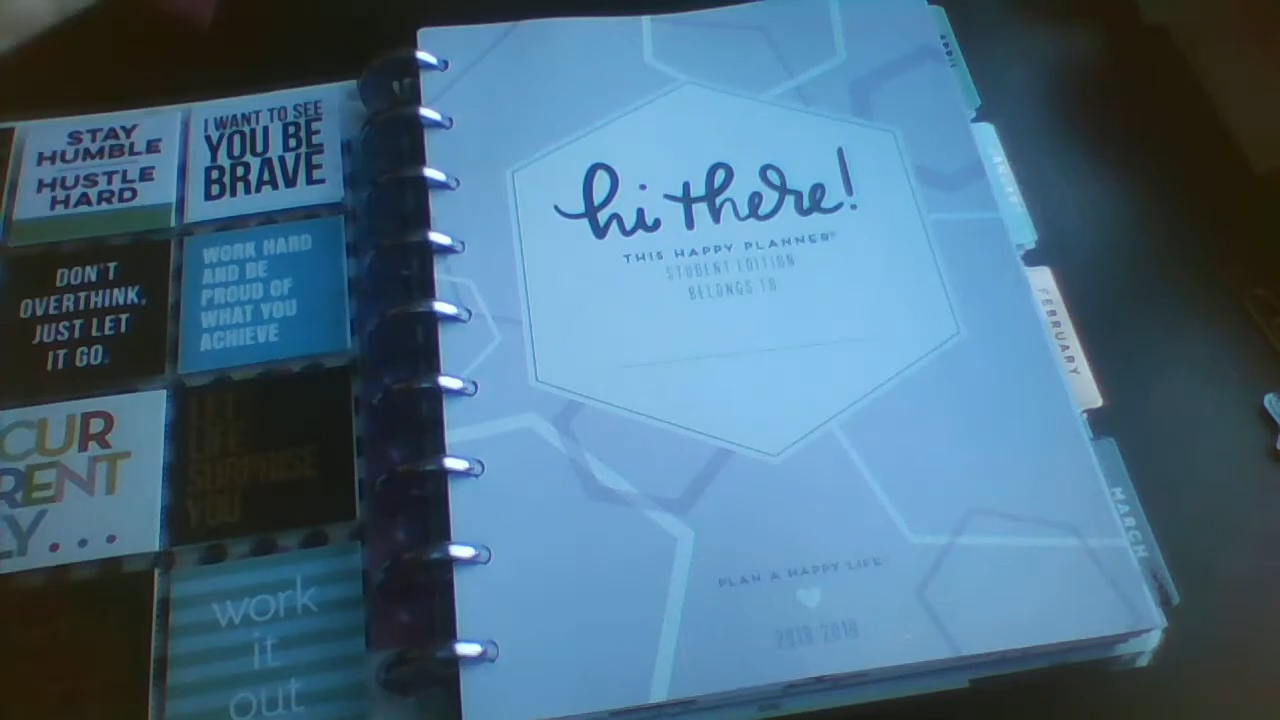 STAY
HUMBLE
HUSTLE
HARD
I WANT TO SEE
YOU BE
BRAVE
DON'T
OVERTHINK,
JUST LET
IT GO.
WORK HARD
AND BE
PROUD OF
WHAT YOU
ACHIEVE
CUR
RENT
LY...
LET
LIFE
SURPRISE
YOU
work
it
out
hi there!
THIS HAPPY PLANNER®
STUDENT EDITION
BELONGS TO
PLAN A HAPPY LIFE
2018-2019
APRIL
FEBRUARY
MARCH